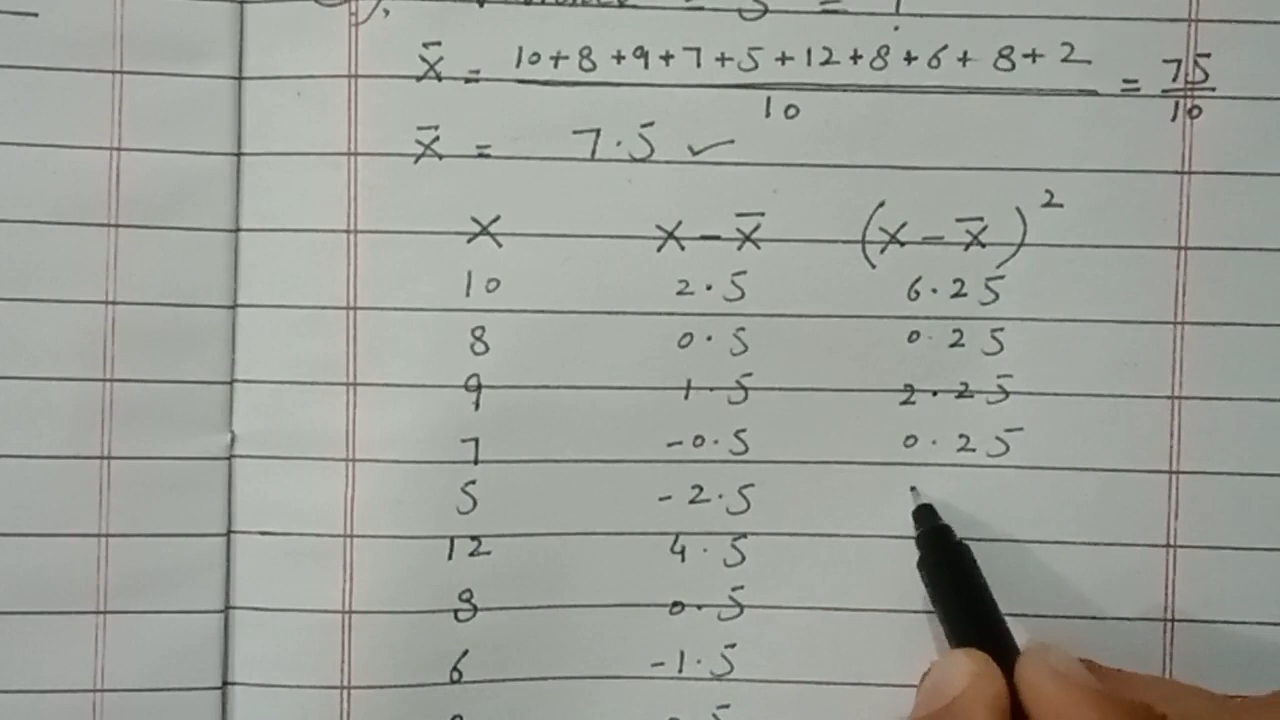 x̄ = 10+8+9+7+5+12+8+6+8+2 / 10 = 75/10
x̄ = 7.5 ✓
x x-x̄ (x-x̄)²
10 2.5 6.25
8 0.5 0.25
9 1.5 2.25
7 -0.5 0.25
5 -2.5
12 4.5
8 0.5
6 -1.5